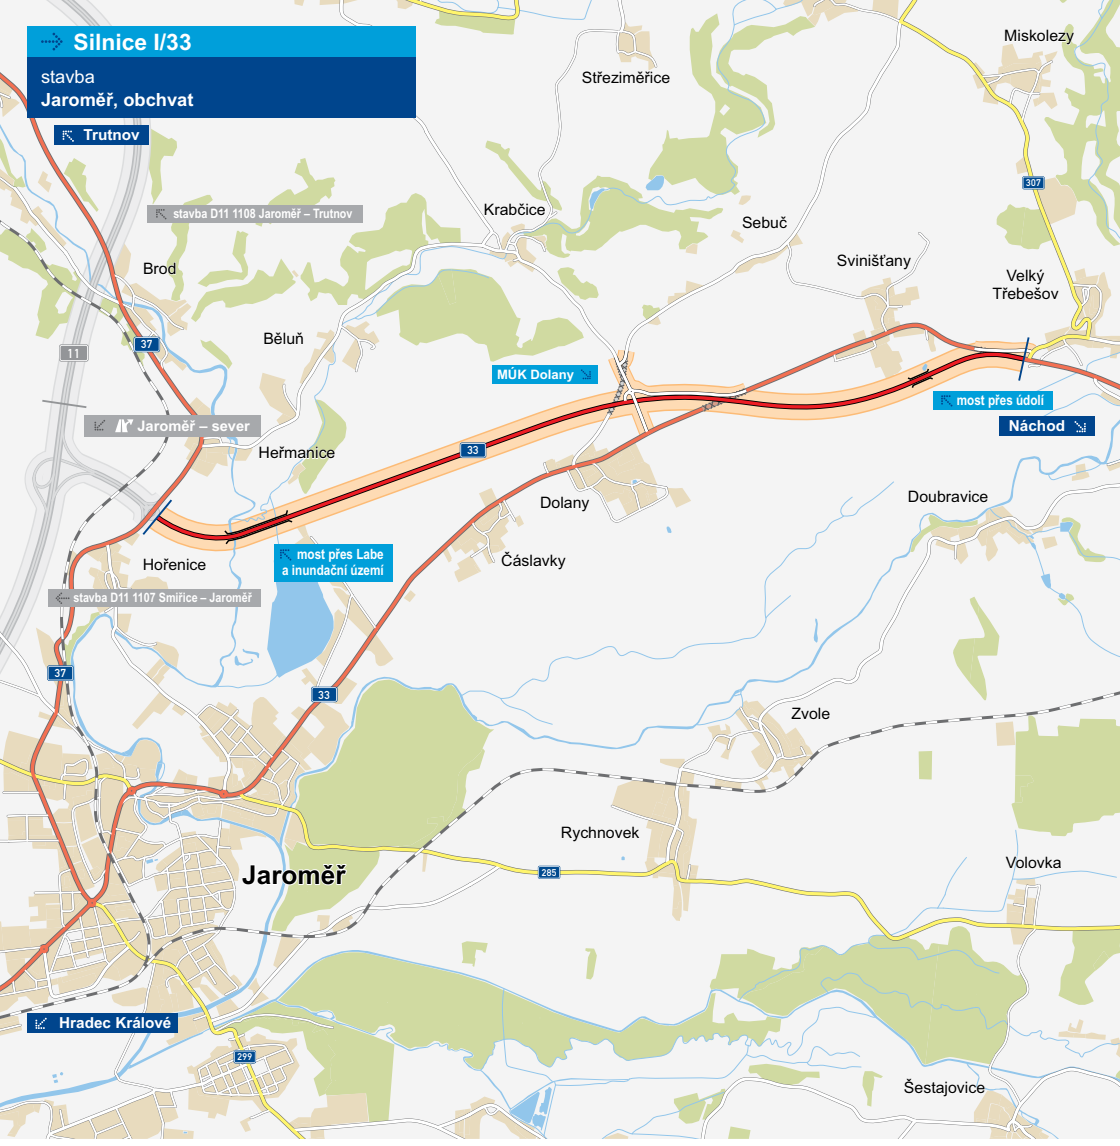 Silnice I/33
stavba
Jaroměř, obchvat
Trutnov
Miskolezy
Střeziměřice
307
stavba D11 1108 Jaroměř – Trutnov
Krabčice
Sebuč
Svinišťany
Velký
Třebešov
Brod
Běluň
37
11
MÚK Dolany
most přes údolí
Náchod
Jaroměř – sever
Heřmanice
33
Dolany
Doubravice
Hořenice
most přes Labe
a inundační území
Čáslavky
stavba D11 1107 Smiřice – Jaroměř
37
33
Zvole
Rychnovek
Jaroměř
285
Volovka
Hradec Králové
299
Šestajovice